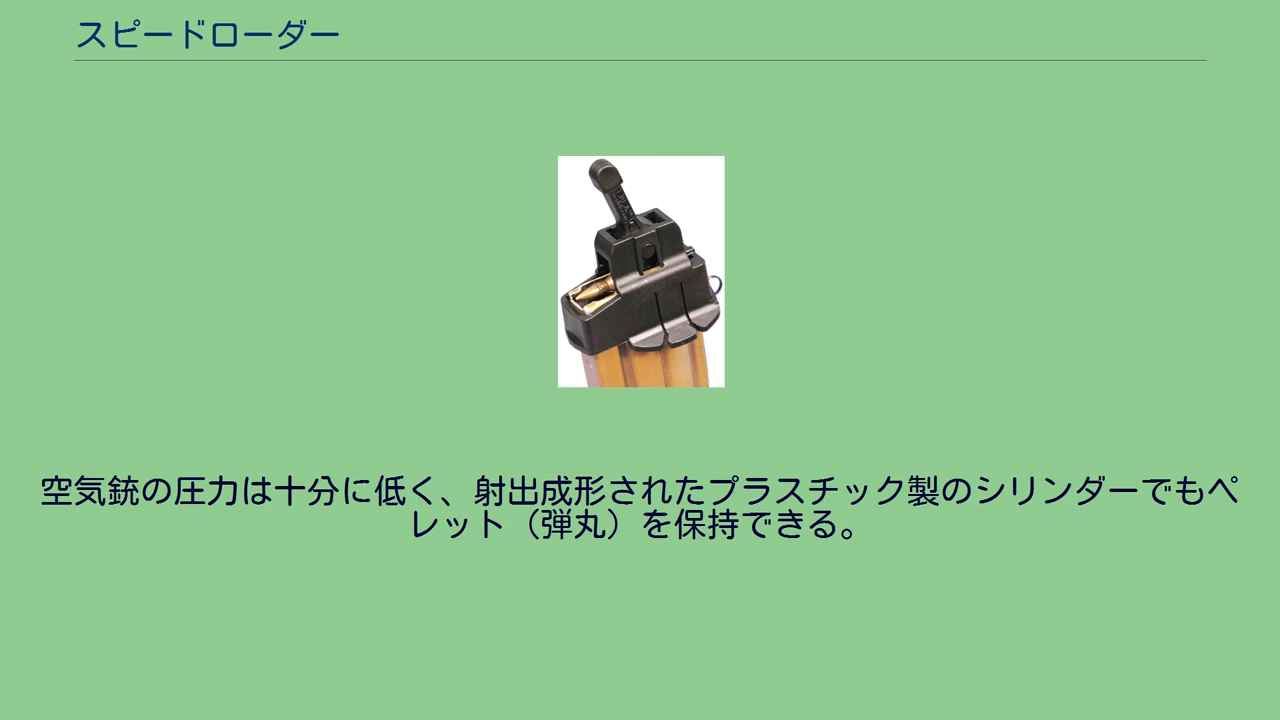 スピードローダー
空気銃の圧力は十分に低く、射出成形されたプラスチック製のシリンダーでもペ
レット（弾丸）を保持できる。